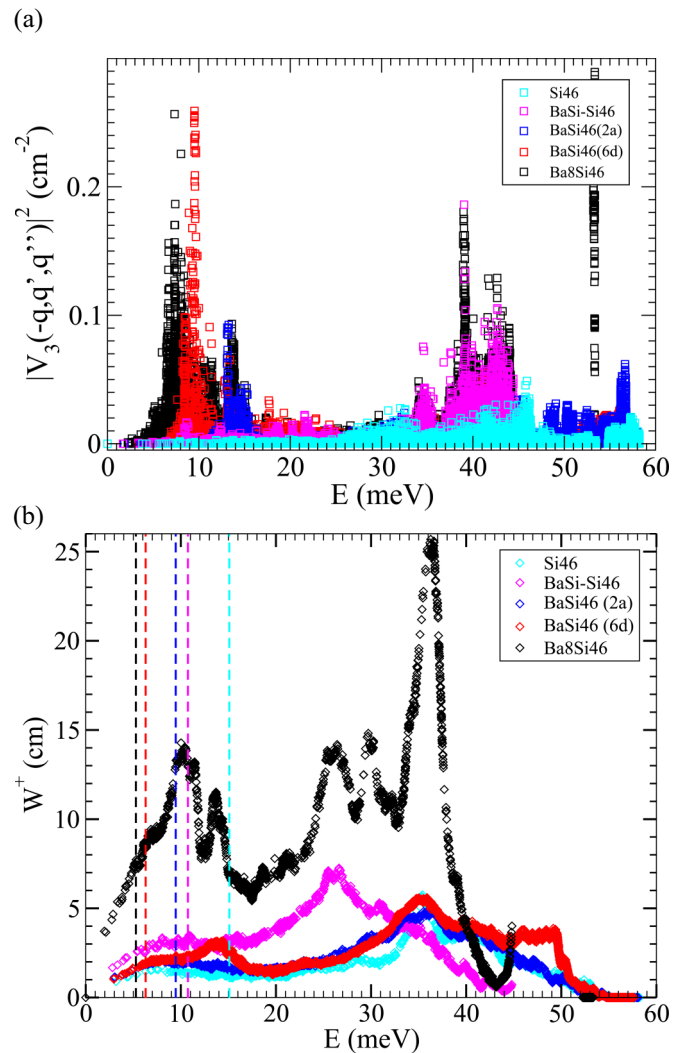 (a)
|V₃(-q,q',q'')|² (cm⁻²)
0.2
0.1
0
Si46
BaSi-Si46
BaSi46(2a)
BaSi46(6d)
Ba8Si46
0 10 20 30 40 50 60
E (meV)
(b)
W⁺ (cm)
25
20
15
10
5
0
Si46
BaSi-Si46
BaSi46 (2a)
BaSi46 (6d)
Ba8Si46
0 10 20 30 40 50 60
E (meV)